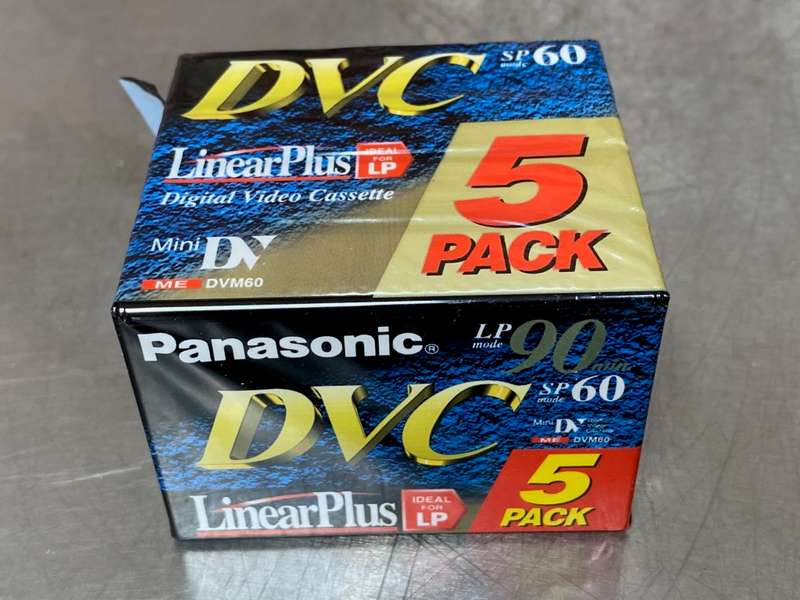 DVC
SP mode 60
LinearPlus
IDEAL FOR LP
Digital Video Cassette
5 PACK
Mini DV
ME DVM60
Panasonic®
LP mode 90 min
DVC
SP mode 60
Mini DV
ME DVM60
LinearPlus
IDEAL FOR LP
5 PACK